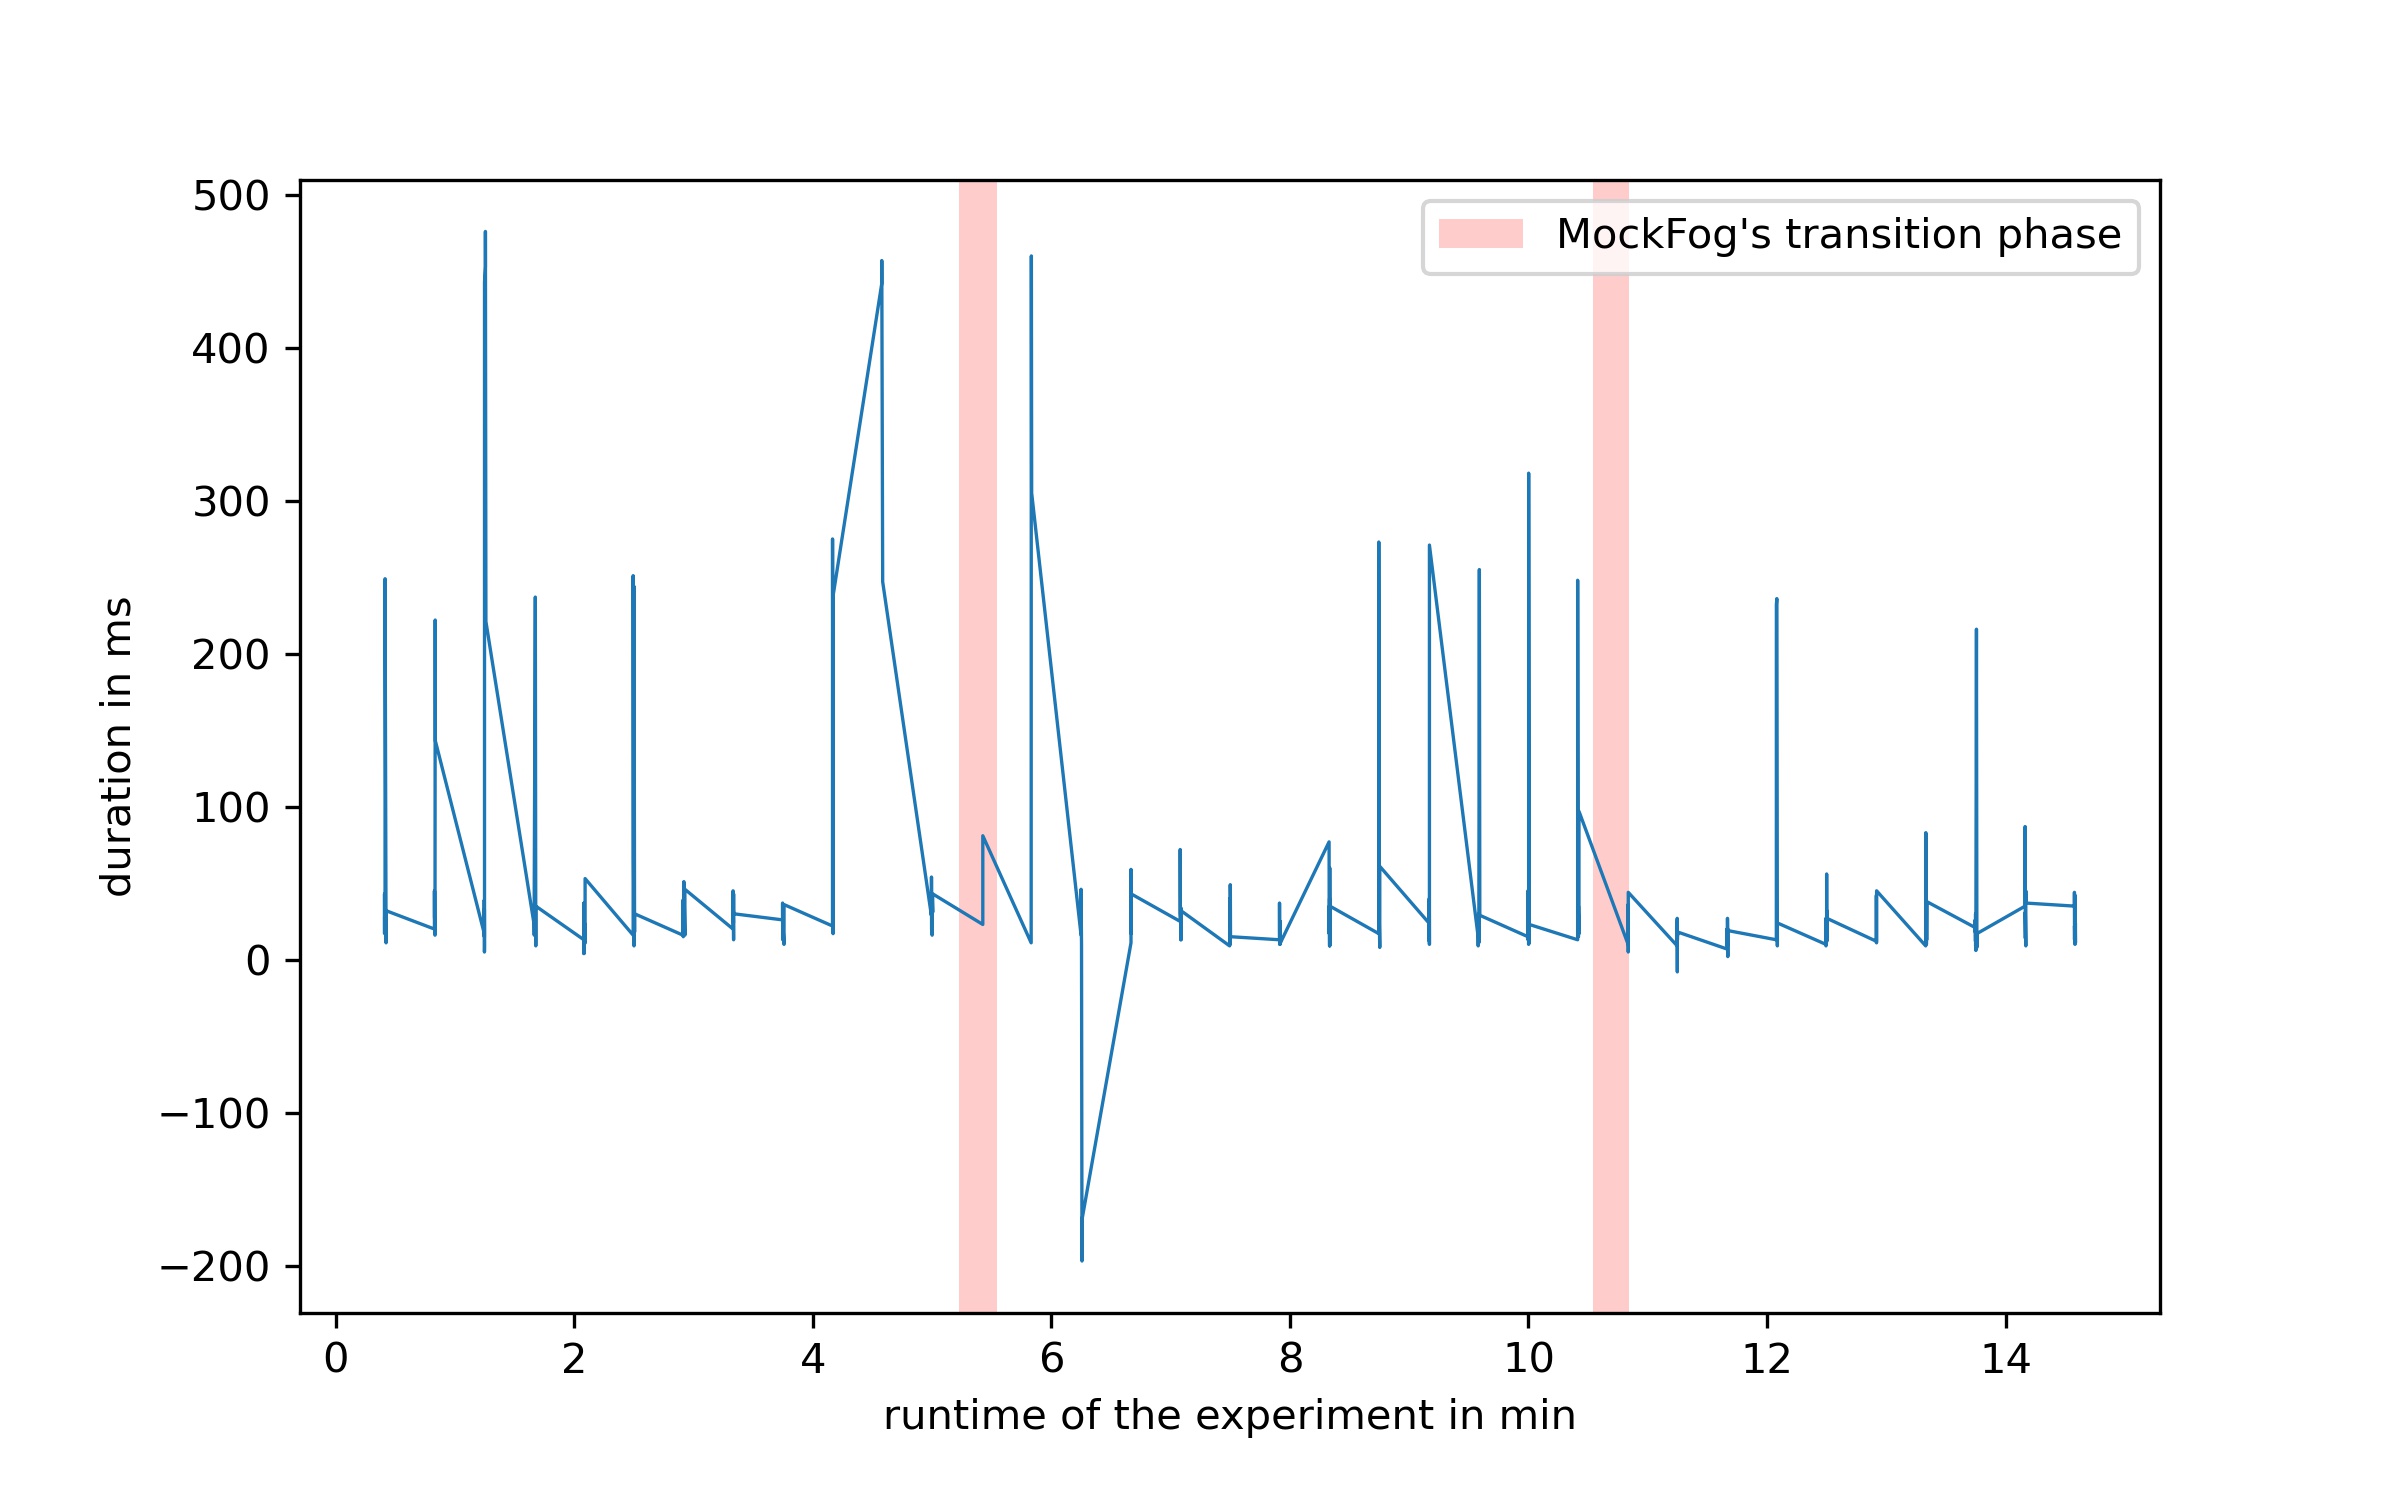 MockFog's transition phase
500
400
300
200
100
0
−100
−200
duration in ms
0 2 4 6 8 10 12 14
runtime of the experiment in min